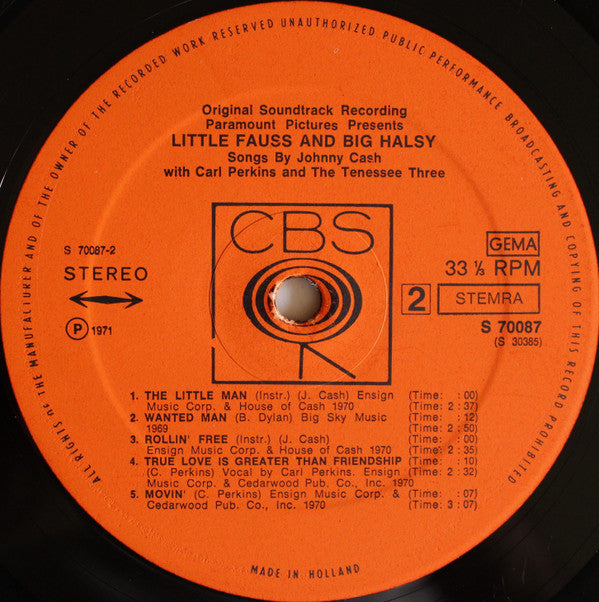 ALL RIGHTS OF THE MANUFACTURER AND OF THE OWNER OF THE RECORDED WORK RESERVED UNAUTHORIZED PUBLIC PERFORMANCE BROADCASTING AND COPYING OF THIS RECORD PROHIBITED
Original Soundtrack Recording
Paramount Pictures Presents
LITTLE FAUSS AND BIG HALSY
Songs By Johnny Cash
with Carl Perkins and The Tenessee Three
CBS
S 70087-2
STEREO
P 1971
GEMA
33 ⅓ RPM
2 STEMRA
S 70087
(S 30385)
1. THE LITTLE MAN (Instr.) (J. Cash) Ensign (Time: : 00)
Music Corp. & House of Cash 1970 (Time: 2 : 37)
2. WANTED MAN (B. Dylan) Big Sky Music (Time: : 12)
1969 (Time: 2 : 50)
3. ROLLIN' FREE (Instr.) (J. Cash) (Time: : 00)
Ensign Music Corp. & House of Cash 1970 (Time: 2 : 35)
4. TRUE LOVE IS GREATER THAN FRIENDSHIP (Time: : 10)
(C. Perkins) Vocal by Carl Perkins. Ensign (Time: 2 : 32)
Music Corp. & Cedarwood Pub. Co., Inc. 1970
5. MOVIN' (C. Perkins) Ensign Music Corp. & (Time: : 07)
Cedarwood Pub. Co., Inc. 1970 (Time: 3 : 07)
MADE IN HOLLAND